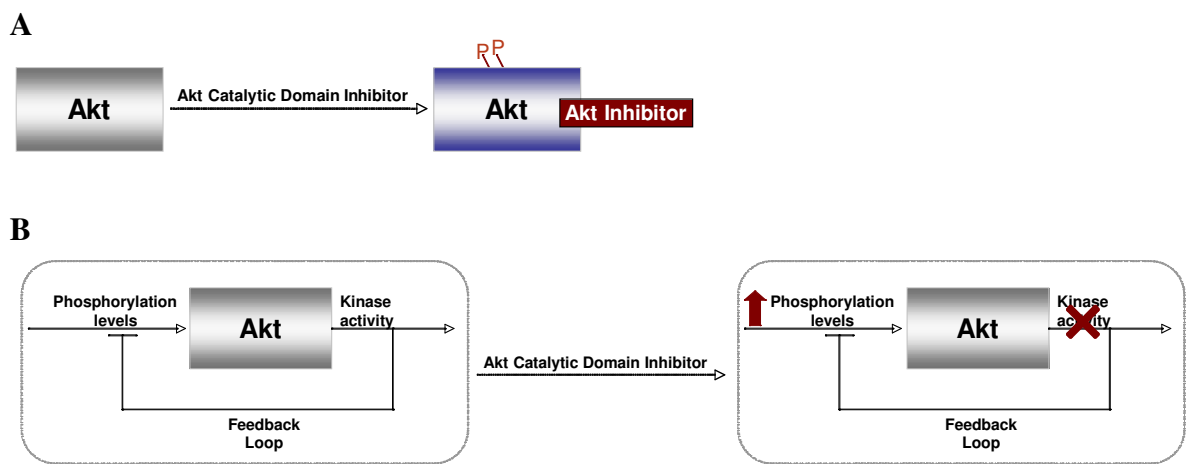 A
P P
Akt
Akt Catalytic Domain Inhibitor
Akt
Akt Inhibitor
B
Phosphorylation
levels
Akt
Kinase
activity
Feedback
Loop
Akt Catalytic Domain Inhibitor
Phosphorylation
levels
Akt
Kinase
activity
Feedback
Loop